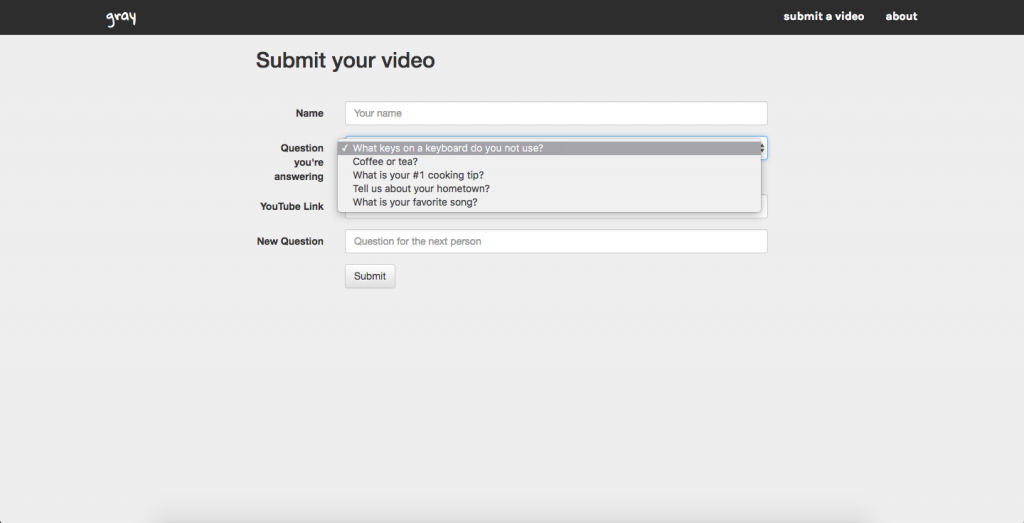 gray
submit a video
about
Submit your video
Name
Your name
Question
you're
answering
✓ What keys on a keyboard do you not use?
Coffee or tea?
What is your #1 cooking tip?
Tell us about your hometown?
What is your favorite song?
YouTube Link
New Question
Question for the next person
Submit